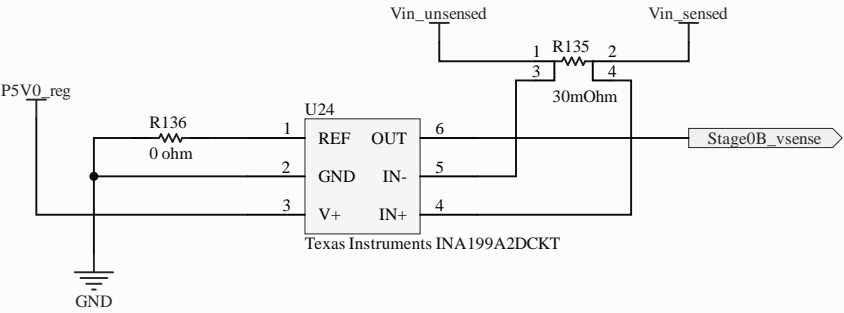 Vin_unsensed
Vin_sensed
1 R135 2
3 4
30mOhm
P5V0_reg
U24
R136
0 ohm
1 REF OUT 6
Stage0B_vsense
2 GND IN- 5
3 V+ IN+ 4
Texas Instruments INA199A2DCKT
GND